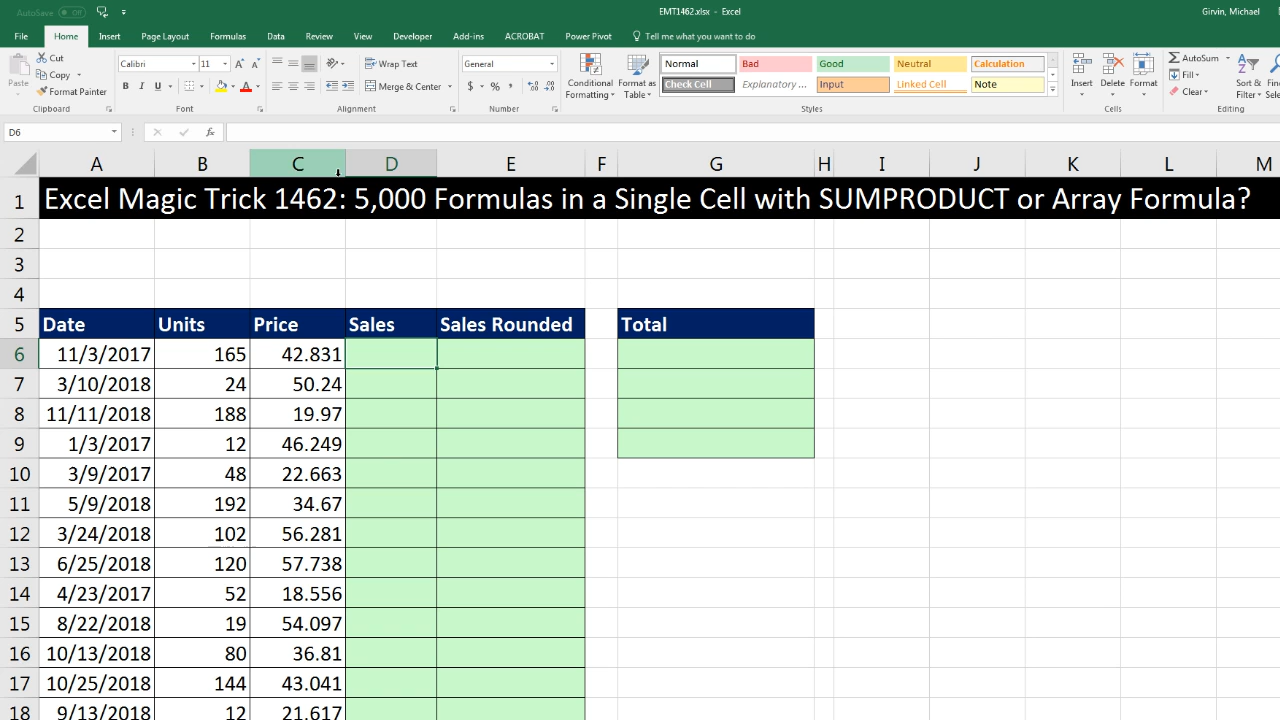 AutoSave Off
EMT1462.xlsx - Excel
Girvin, Michael
File Home Insert Page Layout Formulas Data Review View Developer Add-ins ACROBAT Power Pivot Tell me what you want to do
Paste
Cut
Copy
Format Painter
Clipboard
Calibri 11 A A
B I U A
Font
Wrap Text
Merge & Center
Alignment
General
$ % ,
Number
Conditional Formatting
Format as Table
Normal Bad Good Neutral Calculation
Check Cell Explanatory ... Input Linked Cell Note
Styles
Insert Delete Format
Cells
AutoSum
Fill
Clear
Sort & Filter
Editing
D6 fx
A B C D E F G H I J K L M
1 Excel Magic Trick 1462: 5,000 Formulas in a Single Cell with SUMPRODUCT or Array Formula?
2
3
4
5 Date Units Price Sales Sales Rounded Total
6 11/3/2017 165 42.831
7 3/10/2018 24 50.24
8 11/11/2018 188 19.97
9 1/3/2017 12 46.249
10 3/9/2017 48 22.663
11 5/9/2018 192 34.67
12 3/24/2018 102 56.281
13 6/25/2018 120 57.738
14 4/23/2017 52 18.556
15 8/22/2018 19 54.097
16 10/13/2018 80 36.81
17 10/25/2018 144 43.041
18 9/13/2018 12 21.617